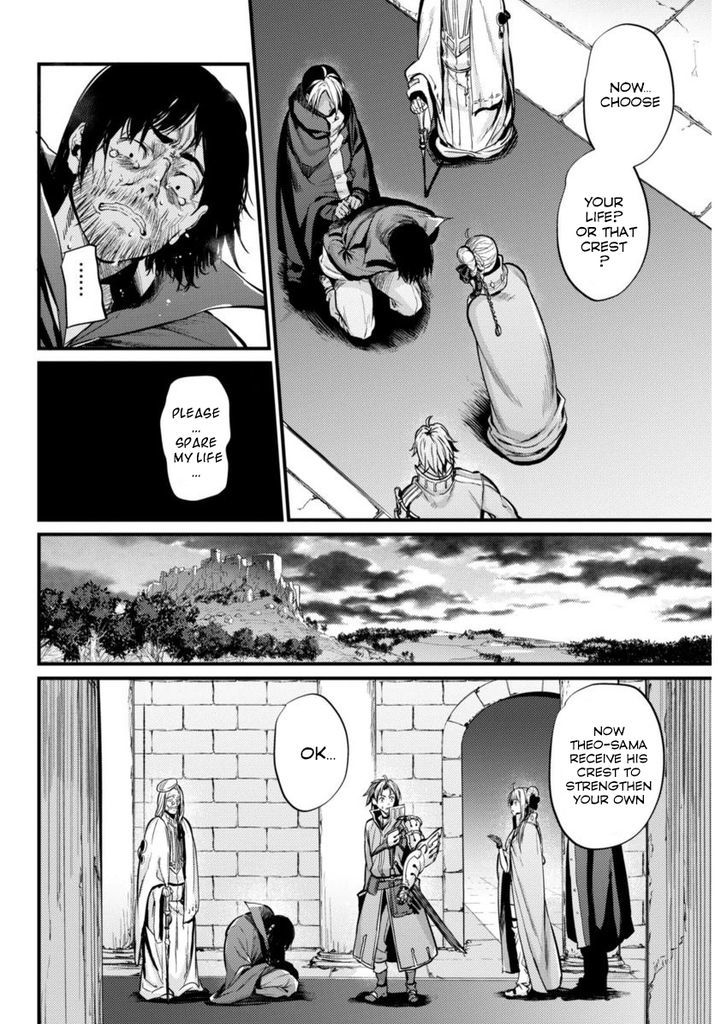 NOW...
CHOOSE
YOUR
LIFE?
OR THAT
CREST
?
.......
PLEASE
...
SPARE
MY LIFE
...
NOW
THEO-SAMA
RECEIVE HIS
CREST TO
STRENGTHEN
YOUR OWN
OK...